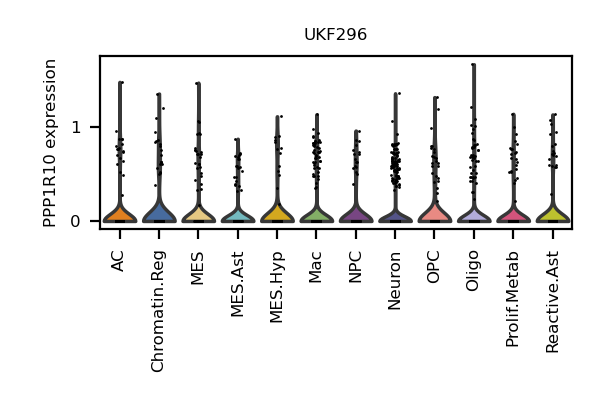 UKF296
PPP1R10 expression
1
0
AC
Chromatin.Reg
MES
MES.Ast
MES.Hyp
Mac
NPC
Neuron
OPC
Oligo
Prolif.Metab
Reactive.Ast